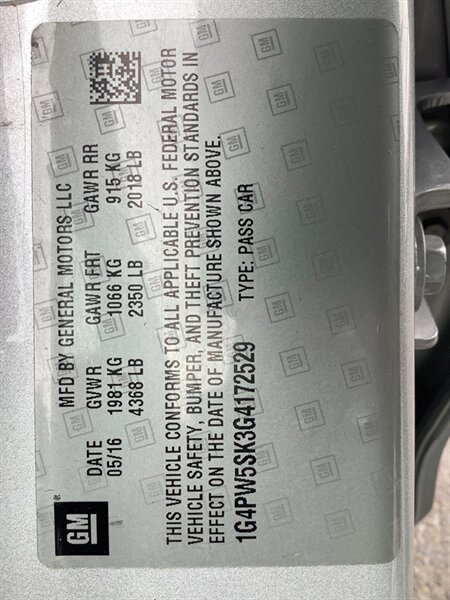 GM
MFD BY GENERAL MOTORS LLC
DATE GVWR GAWR FRT GAWR RR
05/16 1981 KG 1066 KG 915 KG
4368 LB 2350 LB 2018 LB
THIS VEHICLE CONFORMS TO ALL APPLICABLE U.S. FEDERAL MOTOR
VEHICLE SAFETY, BUMPER, AND THEFT PREVENTION STANDARDS IN
EFFECT ON THE DATE OF MANUFACTURE SHOWN ABOVE.
1G4PW5SK3G4172529 TYPE: PASS CAR